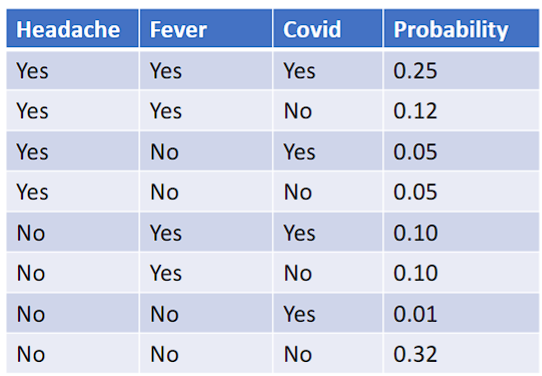 Headache Fever Covid Probability
Yes Yes Yes 0.25
Yes Yes No 0.12
Yes No Yes 0.05
Yes No No 0.05
No Yes Yes 0.10
No Yes No 0.10
No No Yes 0.01
No No No 0.32